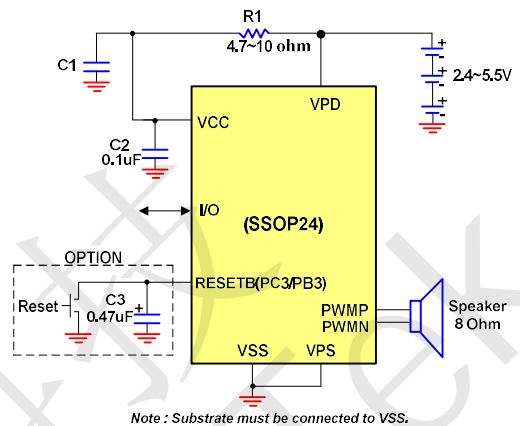 R1
4.7~10 ohm
C1
2.4~5.5V
VPD
VCC
C2
0.1uF
I/O
(SSOP24)
OPTION
RESETB(PC3/PB3)
Reset
C3
0.47uF
PWMP
PWMN
Speaker
8 Ohm
VSS
VPS
Note : Substrate must be connected to VSS.